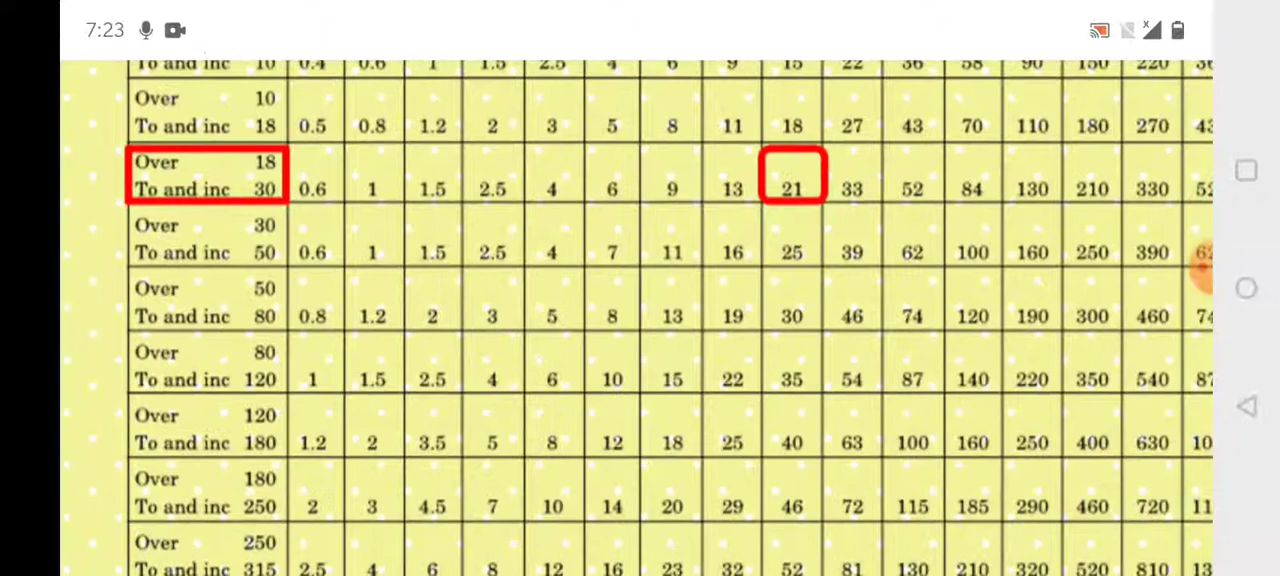 7:23
To and inc 10 0.4 0.6 1 1.5 2.5 4 6 9 15 22 36 58 90 150 220 36
Over 10
To and inc 18 0.5 0.8 1.2 2 3 5 8 11 18 27 43 70 110 180 270 43
Over 18
To and inc 30 0.6 1 1.5 2.5 4 6 9 13 21 33 52 84 130 210 330 52
Over 30
To and inc 50 0.6 1 1.5 2.5 4 7 11 16 25 39 62 100 160 250 390 62
Over 50
To and inc 80 0.8 1.2 2 3 5 8 13 19 30 46 74 120 190 300 460 74
Over 80
To and inc 120 1 1.5 2.5 4 6 10 15 22 35 54 87 140 220 350 540 87
Over 120
To and inc 180 1.2 2 3.5 5 8 12 18 25 40 63 100 160 250 400 630 10
Over 180
To and inc 250 2 3 4.5 7 10 14 20 29 46 72 115 185 290 460 720 11
Over 250
To and inc 315 2.5 4 6 8 12 16 23 32 52 81 130 210 320 520 810 13